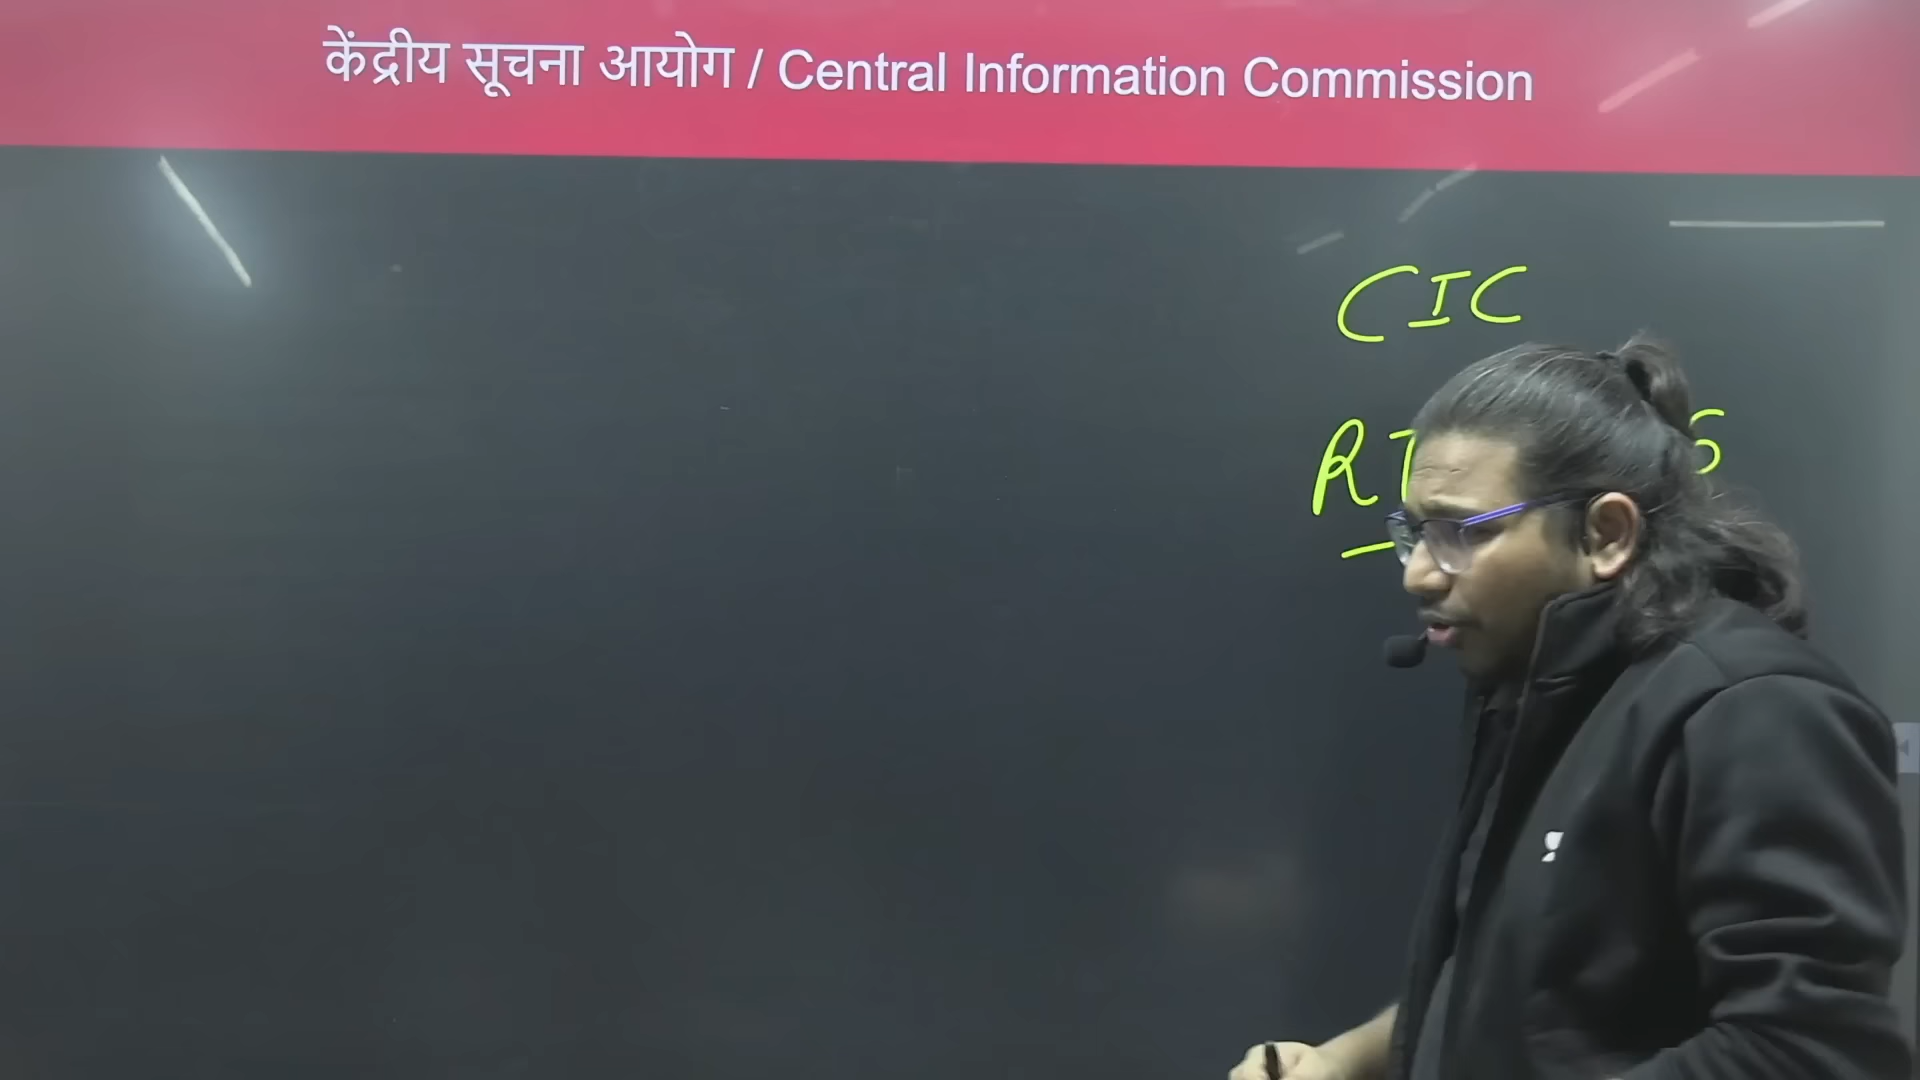 केंद्रीय सूचना आयोग / Central Information Commission
CIC